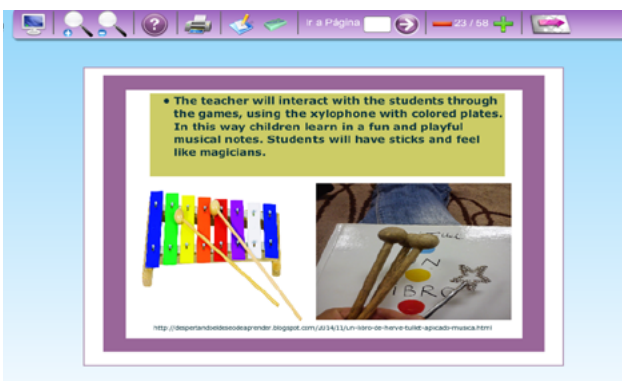 Ir a Página
23 / 58
• The teacher will interact with the students through
the games, using the xylophone with colored plates.
In this way children learn in a fun and playful
musical notes. Students will have sticks and feel
like magicians.
N
IBRO
http://despertandoeldeseodeaprender.blogspot.com/2014/11/un-libro-de-herve-tullet-apicado-musica.html